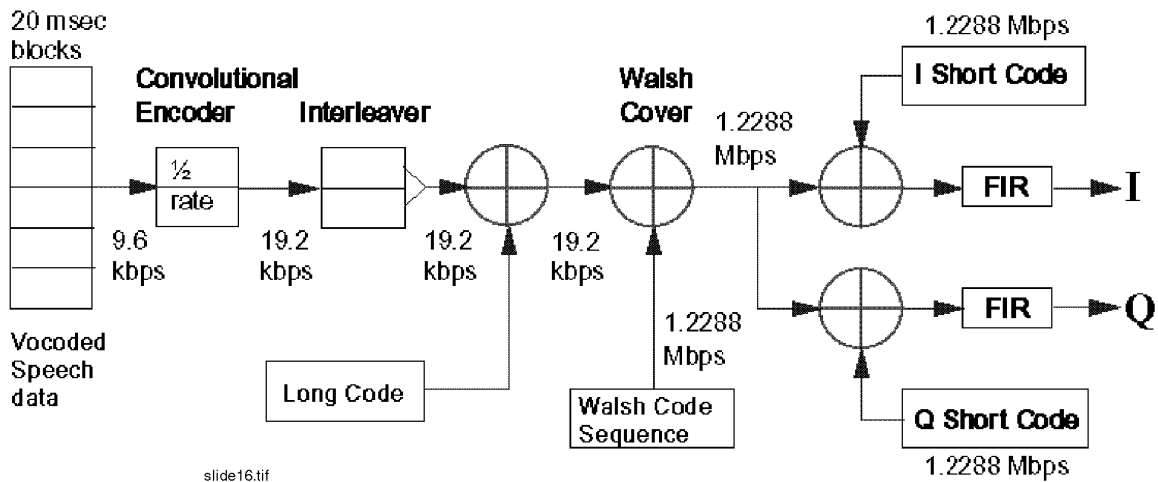 20 msec
blocks
1.2288 Mbps
I Short Code
Convolutional
Encoder
Interleaver
Walsh
Cover
1.2288
Mbps
½
rate
FIR
I
9.6
kbps
19.2
kbps
19.2
kbps
19.2
kbps
FIR
Q
1.2288
Mbps
Vocoded
Speech
data
Long Code
Walsh Code
Sequence
Q Short Code
1.2288 Mbps
slide16.tif